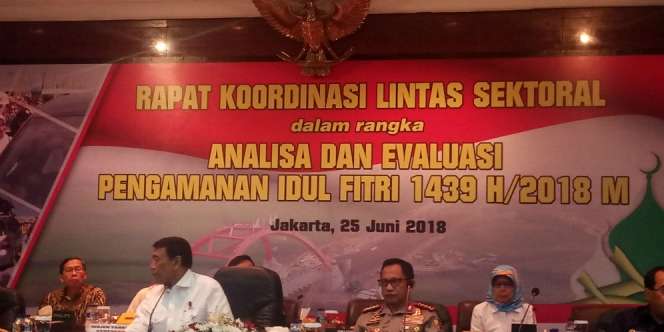 RAPAT KOORDINASI LINTAS SEKTORAL
dalam rangka
ANALISA DAN EVALUASI
PENGAMANAN IDUL FITRI 1439 H/2018 M
Jakarta, 25 Juni 2018